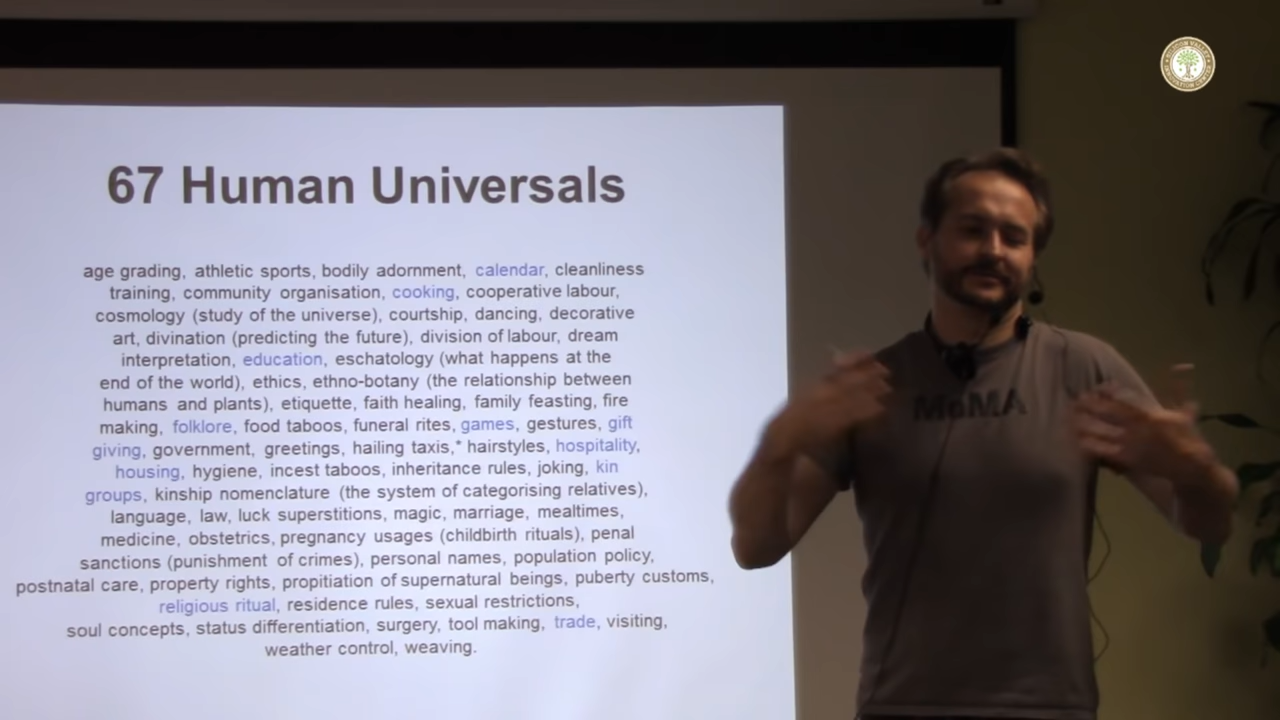 67 Human Universals
age grading, athletic sports, bodily adornment, calendar, cleanliness
training, community organisation, cooking, cooperative labour,
cosmology (study of the universe), courtship, dancing, decorative
art, divination (predicting the future), division of labour, dream
interpretation, education, eschatology (what happens at the
end of the world), ethics, ethno-botany (the relationship between
humans and plants), etiquette, faith healing, family feasting, fire
making, folklore, food taboos, funeral rites, games, gestures, gift
giving, government, greetings, hailing taxis,* hairstyles, hospitality,
housing, hygiene, incest taboos, inheritance rules, joking, kin
groups, kinship nomenclature (the system of categorising relatives),
language, law, luck superstitions, magic, marriage, mealtimes,
medicine, obstetrics, pregnancy usages (childbirth rituals), penal
sanctions (punishment of crimes), personal names, population policy,
postnatal care, property rights, propitiation of supernatural beings, puberty customs,
religious ritual, residence rules, sexual restrictions,
soul concepts, status differentiation, surgery, tool making, trade, visiting,
weather control, weaving.
MoMA